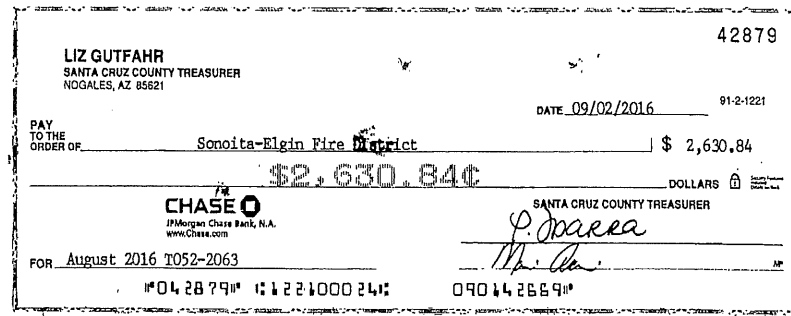 42879
LIZ GUTFAHR
SANTA CRUZ COUNTY TREASURER
NOGALES, AZ 85621
DATE 09/02/2016 91-2-1221
PAY
TO THE
ORDER OF Sonoita-Elgin Fire District $ 2,630.84
$2,630.84¢ DOLLARS
SANTA CRUZ COUNTY TREASURER
CHASE
JPMorgan Chase Bank, N.A.
www.Chase.com
FOR August 2016 T052-2063
MP
⑈042879⑈ ⑆122100024⑆ 090142669⑈